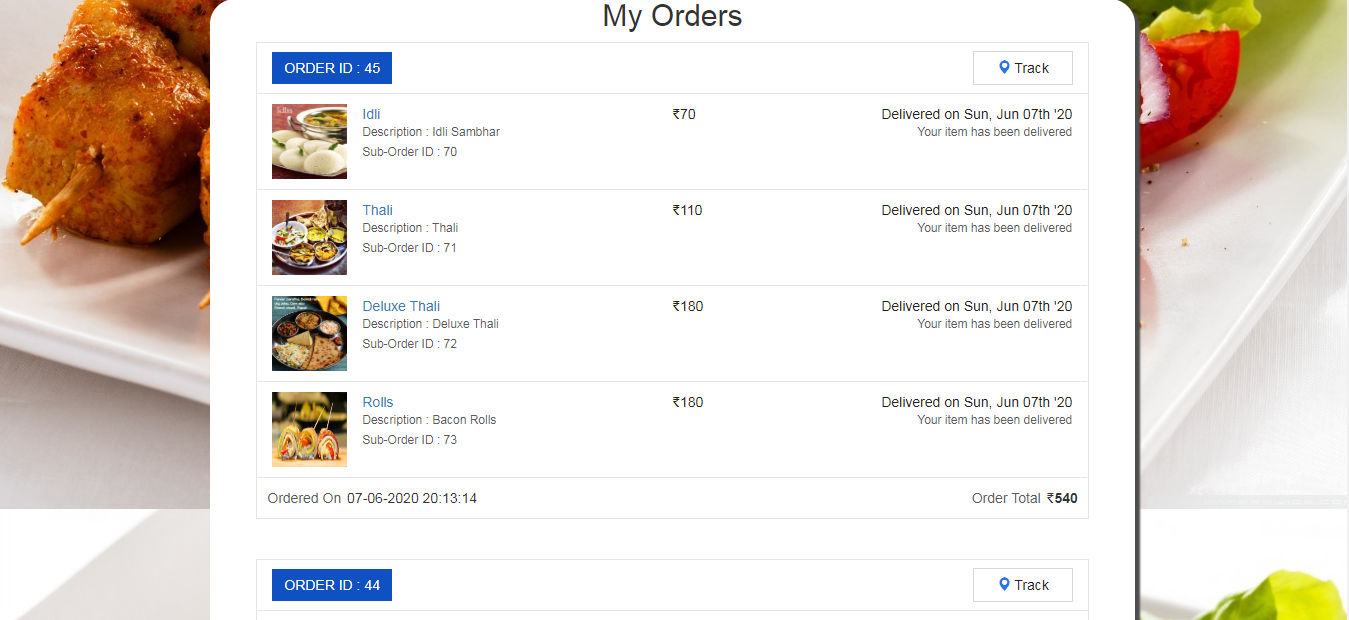 My Orders
ORDER ID : 45
Track
Idli
₹70
Delivered on Sun, Jun 07th '20
Description : Idli Sambhar
Your item has been delivered
Sub-Order ID : 70
Thali
₹110
Delivered on Sun, Jun 07th '20
Description : Thali
Your item has been delivered
Sub-Order ID : 71
Deluxe Thali
₹180
Delivered on Sun, Jun 07th '20
Description : Deluxe Thali
Your item has been delivered
Sub-Order ID : 72
Rolls
₹180
Delivered on Sun, Jun 07th '20
Description : Bacon Rolls
Your item has been delivered
Sub-Order ID : 73
Ordered On 07-06-2020 20:13:14
Order Total ₹540
ORDER ID : 44
Track